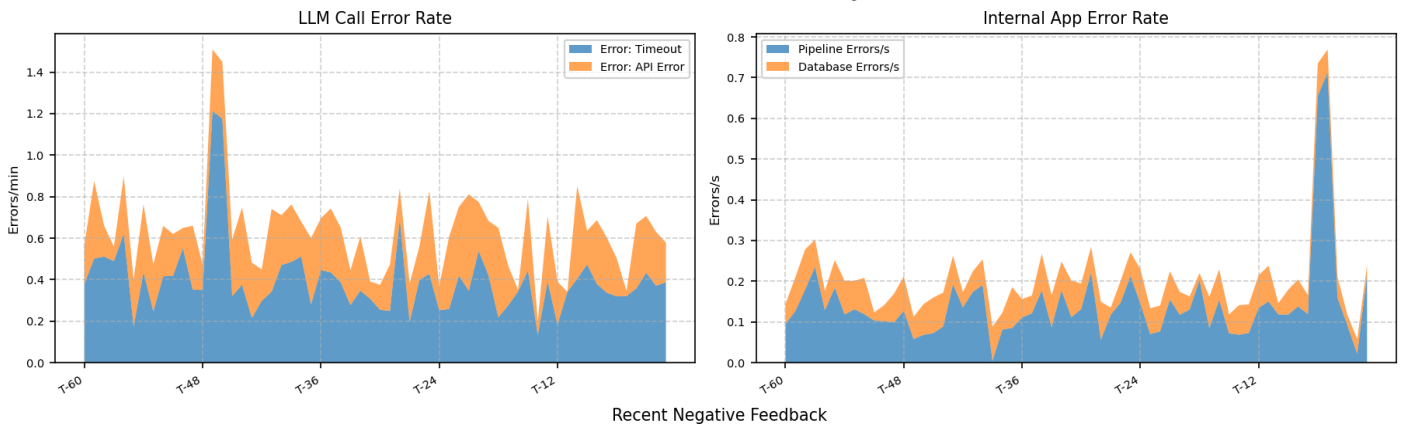 LLM Call Error Rate
Internal App Error Rate
Errors/min
1.4
1.2
1.0
0.8
0.6
0.4
0.2
0.0
Error: Timeout
Error: API Error
T-60
T-48
T-36
T-24
T-12
Errors/s
0.8
0.7
0.6
0.5
0.4
0.3
0.2
0.1
0.0
Pipeline Errors/s
Database Errors/s
T-60
T-48
T-36
T-24
T-12
Recent Negative Feedback